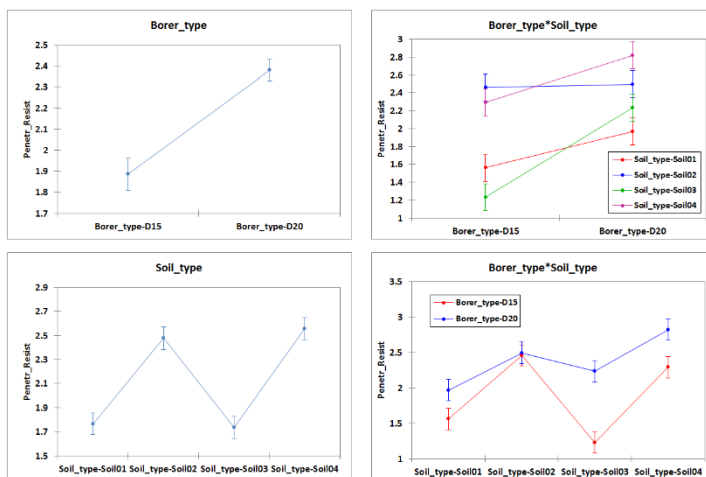 Borer_type
2.5
2.4
2.3
2.2
2.1
2
1.9
1.8
1.7
Penetr_Resist
Borer_type-D15 Borer_type-D20
Borer_type*Soil_type
3
2.8
2.6
2.4
2.2
2
1.8
1.6
1.4
1.2
1
Penetr_Resist
Soil_type-Soil01
Soil_type-Soil02
Soil_type-Soil03
Soil_type-Soil04
Borer_type-D15 Borer_type-D20
Soil_type
2.9
2.7
2.5
2.3
2.1
1.9
1.7
1.5
Penetr_Resist
Soil_type-Soil01 Soil_type-Soil02 Soil_type-Soil03 Soil_type-Soil04
Borer_type*Soil_type
3.5
3
2.5
2
1.5
1
Penetr_Resist
Borer_type-D15
Borer_type-D20
Soil_type-Soil01 Soil_type-Soil02 Soil_type-Soil03 Soil_type-Soil04